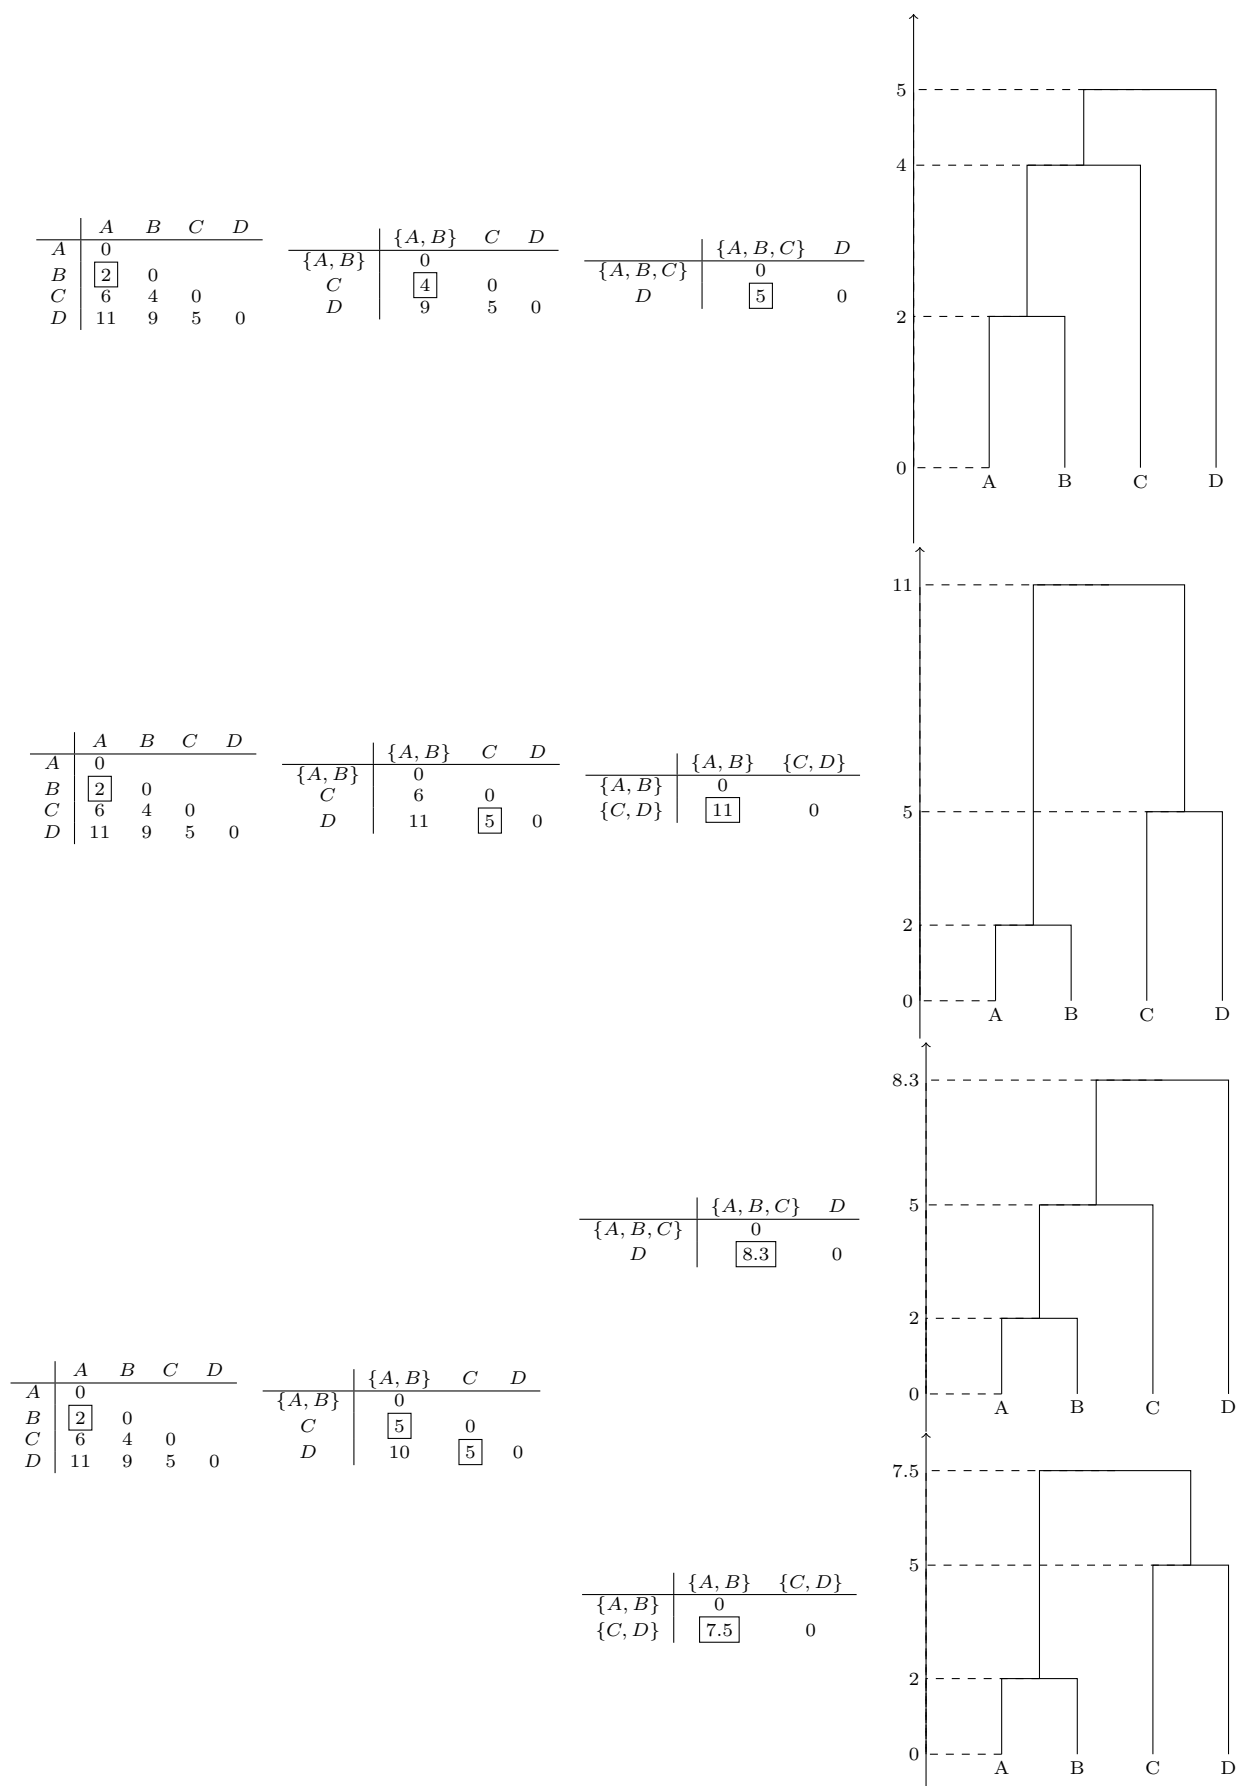 A B C D
A 0
B 2 0
C 6 4 0
D 11 9 5 0
{A, B} C D
{A, B} 0
C 4 0
D 9 5 0
{A, B, C} D
{A, B, C} 0
D 5 0
5
4
2
0
A B C D
A B C D
A 0
B 2 0
C 6 4 0
D 11 9 5 0
{A, B} C D
{A, B} 0
C 6 0
D 11 5 0
{A, B} {C, D}
{A, B} 0
{C, D} 11 0
11
5
2
0
A B C D
A B C D
A 0
B 2 0
C 6 4 0
D 11 9 5 0
{A, B} C D
{A, B} 0
C 5 0
D 10 5 0
{A, B, C} D
{A, B, C} 0
D 8.3 0
8.3
5
2
0
A B C D
{A, B} {C, D}
{A, B} 0
{C, D} 7.5 0
7.5
5
2
0
A B C D